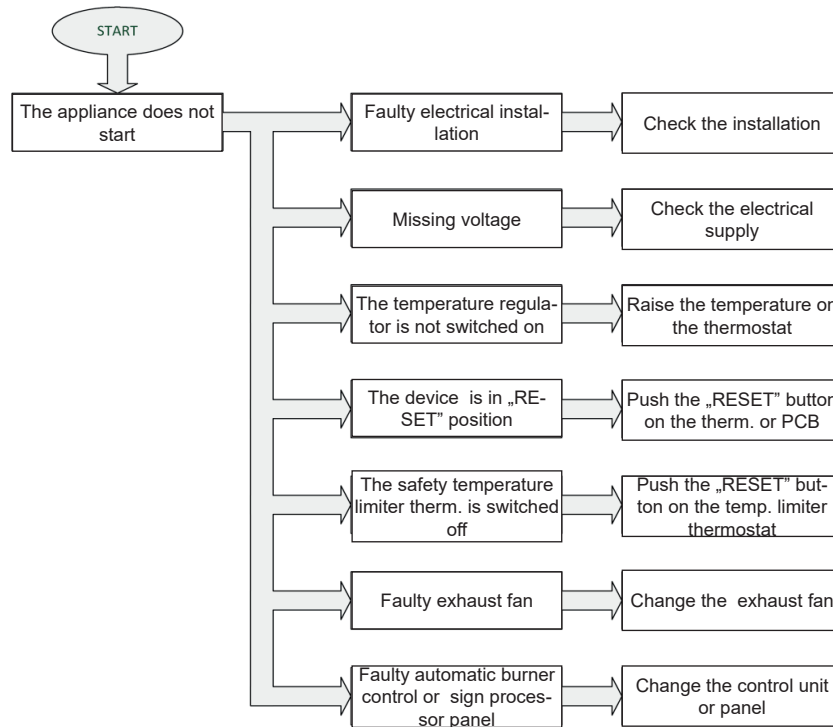 START
The appliance does not
start
Faulty electrical instal-
lation
Check the installation
Missing voltage
Check the electrical
supply
The temperature regula-
tor is not switched on
Raise the temperature on
the thermostat
The device  is in „RE-
SET” position
Push the „RESET” button
on the therm. or PCB
The safety temperature
limiter therm. is switched
off
Push the „RESET” but-
ton on the temp. limiter
thermostat
Faulty exhaust fan
Change the  exhaust fan
Faulty automatic burner
control or  sign proces-
sor panel
Change the control unit
or panel